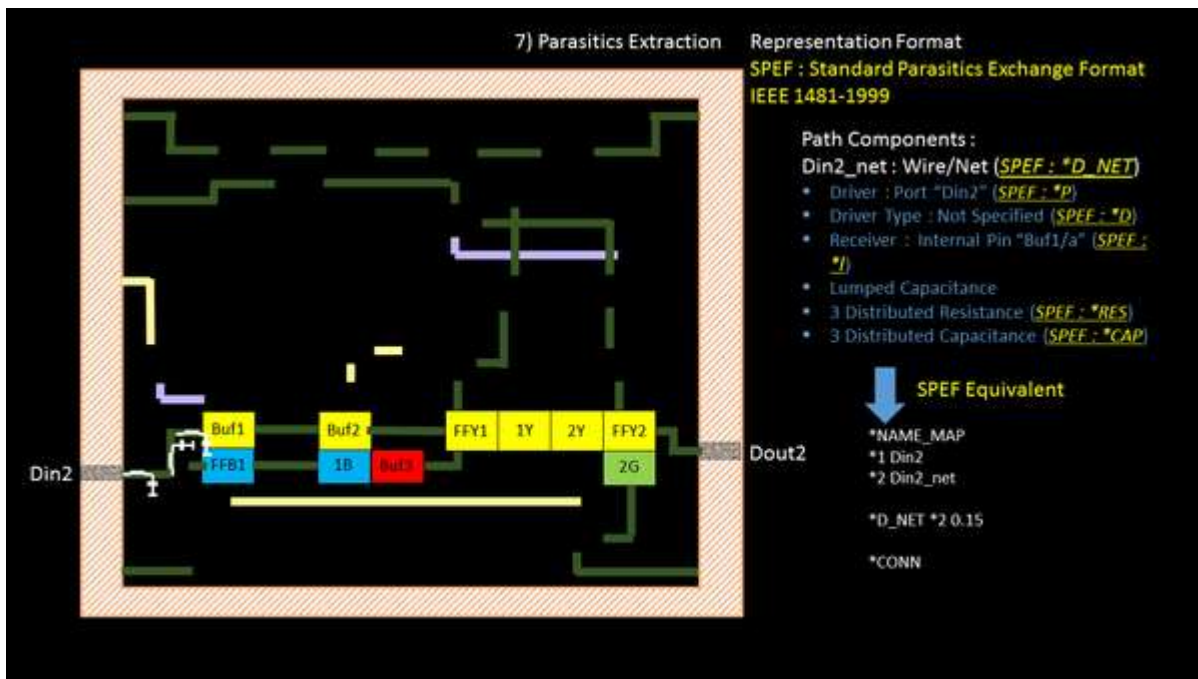 7) Parasitics Extraction
Representation Format
SPEF : Standard Parasitics Exchange Format
IEEE 1481-1999
Path Components :
Din2_net : Wire/Net (SPEF : *D_NET)
• Driver : Port "Din2" (SPEF : *P)
• Driver Type : Not Specified (SPEF : *D)
• Receiver : Internal Pin "Buf1/a" (SPEF :
*I)
• Lumped Capacitance
• 3 Distributed Resistance (SPEF : *RES)
• 3 Distributed Capacitance (SPEF : *CAP)
SPEF Equivalent
*NAME_MAP
*1 Din2
*2 Din2_net
*D_NET *2 0.15
*CONN
Buf1 Buf2 FFY1 1Y 2Y FFY2
Dout2
FFB1 1B Buf3 2G
Din2